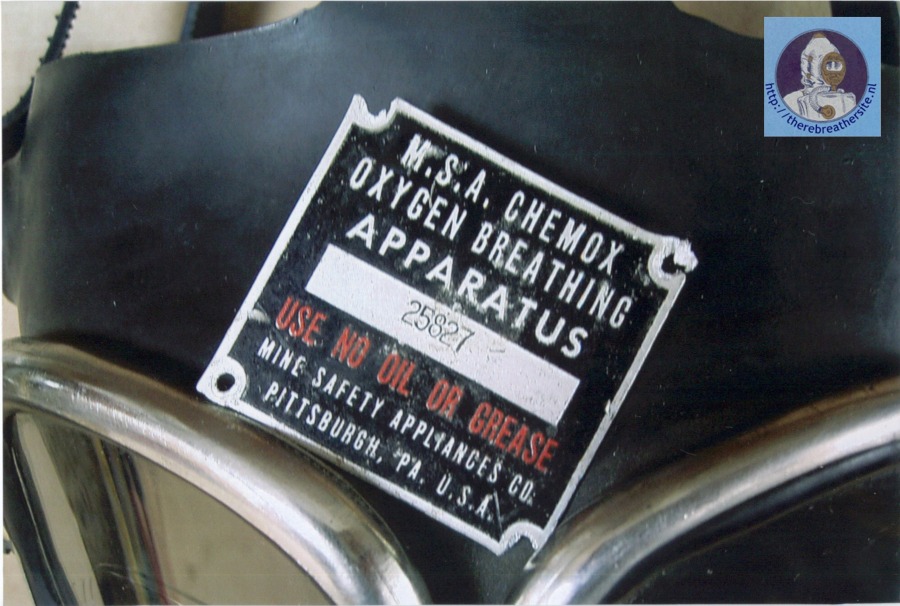 M.S.A. CHEMOX
OXYGEN BREATHING
APPARATUS
25827
USE NO OIL OR GREASE
MINE SAFETY APPLIANCES CO.
PITTSBURGH, PA. U.S.A.
http://therebreathersite.nl